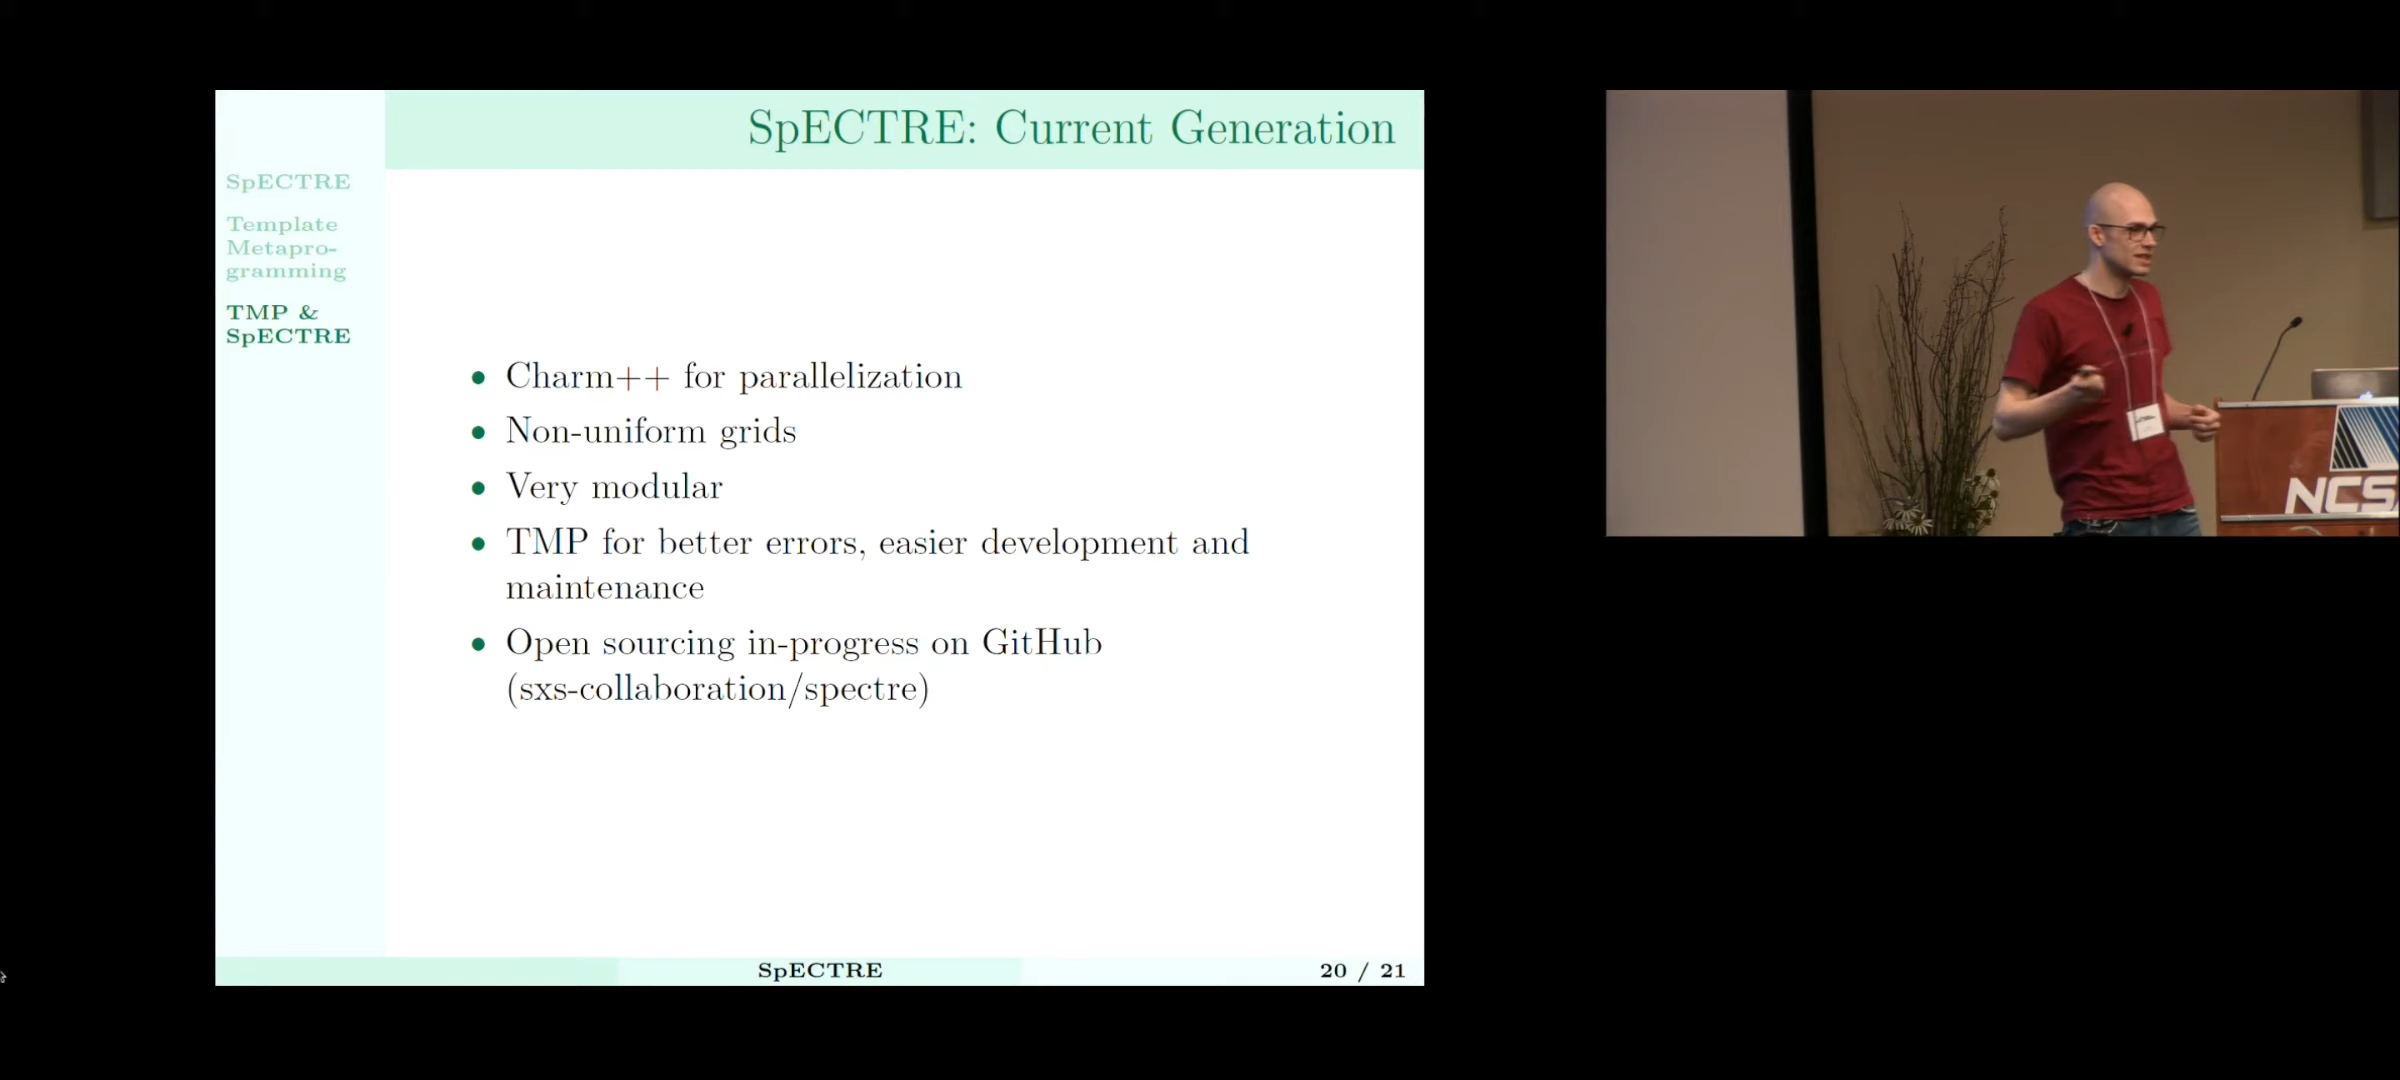 SpECTRE: Current Generation
SpECTRE
Template
Metapro-
gramming
TMP &
SpECTRE
• Charm++ for parallelization
• Non-uniform grids
• Very modular
• TMP for better errors, easier development and
maintenance
• Open sourcing in-progress on GitHub
(sxs-collaboration/spectre)
SpECTRE
20 / 21
NCS